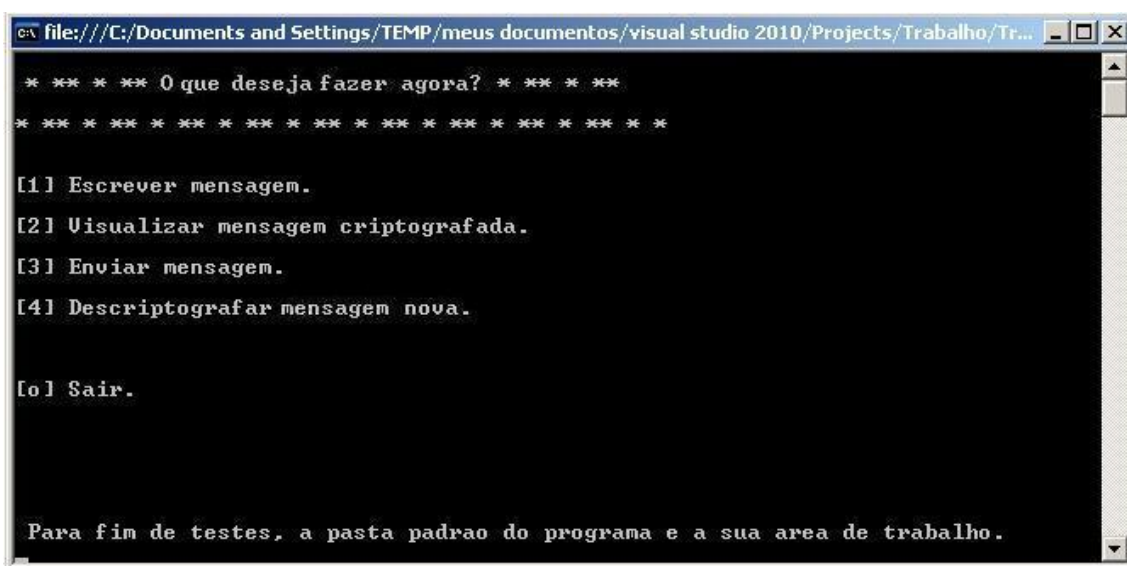 file:///C:/Documents and Settings/TEMP/meus documentos/visual studio 2010/Projects/Trabalho/Tr...
* ** * ** O que deseja fazer agora? * ** * **
* ** * ** * ** * ** * ** * ** * ** * ** * ** * *
[1] Escrever mensagem.
[2] Visualizar mensagem criptografada.
[3] Enviar mensagem.
[4] Descriptografar mensagem nova.
[o] Sair.
Para fim de testes, a pasta padrao do programa e a sua area de trabalho.